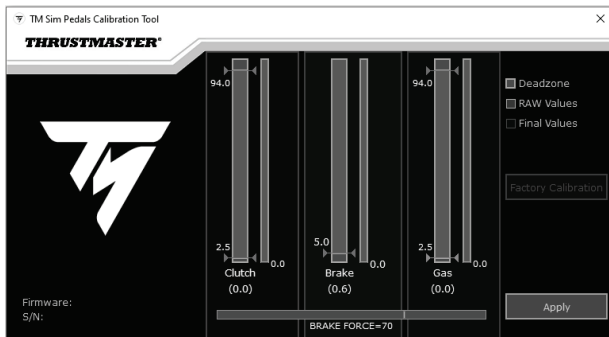 TM Sim Pedals Calibration Tool
THRUSTMASTER®
94.0
2.5
0.0
Clutch
(0.0)
5.0
0.0
Brake
(0.6)
94.0
2.5
0.0
Gas
(0.0)
Deadzone
RAW Values
Final Values
Factory Calibration
Firmware:
S/N:
BRAKE FORCE=70
Apply